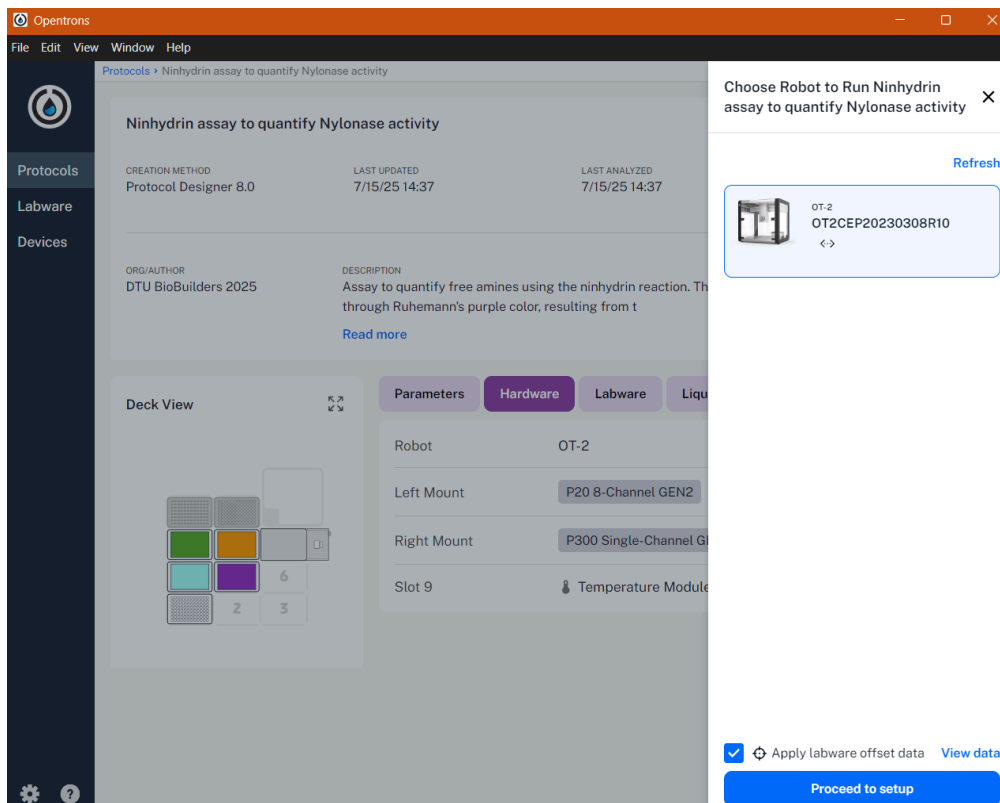 Opentrons
File Edit View Window Help
Protocols › Ninhydrin assay to quantify Nylonase activity
Protocols
Labware
Devices
Ninhydrin assay to quantify Nylonase activity
CREATION METHOD
Protocol Designer 8.0
LAST UPDATED
7/15/25 14:37
LAST ANALYZED
7/15/25 14:37
ORG/AUTHOR
DTU BioBuilders 2025
DESCRIPTION
Assay to quantify free amines using the ninhydrin reaction. Th
through Ruhemann's purple color, resulting from t
Read more
Deck View
6
2 3
Parameters Hardware Labware Liqu
Robot OT-2
Left Mount P20 8-Channel GEN2
Right Mount P300 Single-Channel GI
Slot 9 Temperature Module
Choose Robot to Run Ninhydrin
assay to quantify Nylonase activity
Refresh
OT-2
OT2CEP20230308R10
Apply labware offset data View data
Proceed to setup